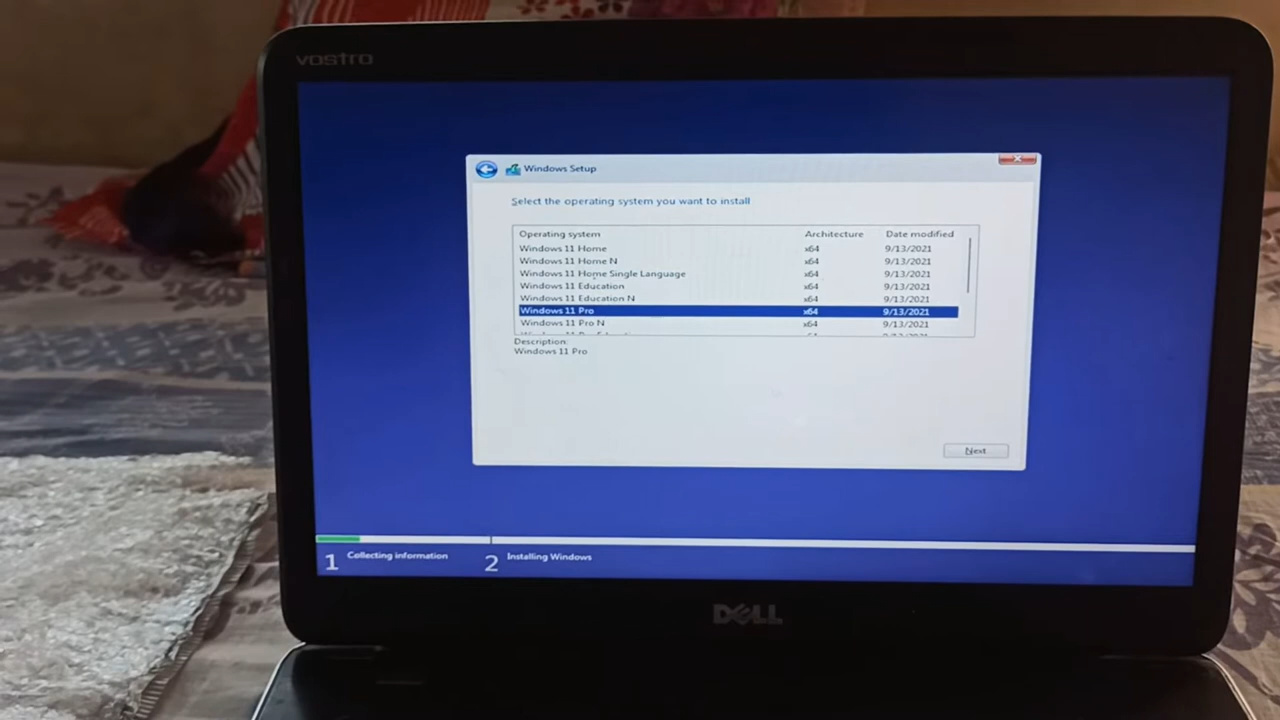 vostro
Windows Setup
Select the operating system you want to install
Operating system Architecture Date modified
Windows 11 Home x64 9/13/2021
Windows 11 Home N x64 9/13/2021
Windows 11 Home Single Language x64 9/13/2021
Windows 11 Education x64 9/13/2021
Windows 11 Education N x64 9/13/2021
Windows 11 Pro x64 9/13/2021
Windows 11 Pro N x64 9/13/2021
Description:
Windows 11 Pro
Next
1 Collecting information 2 Installing Windows
DELL